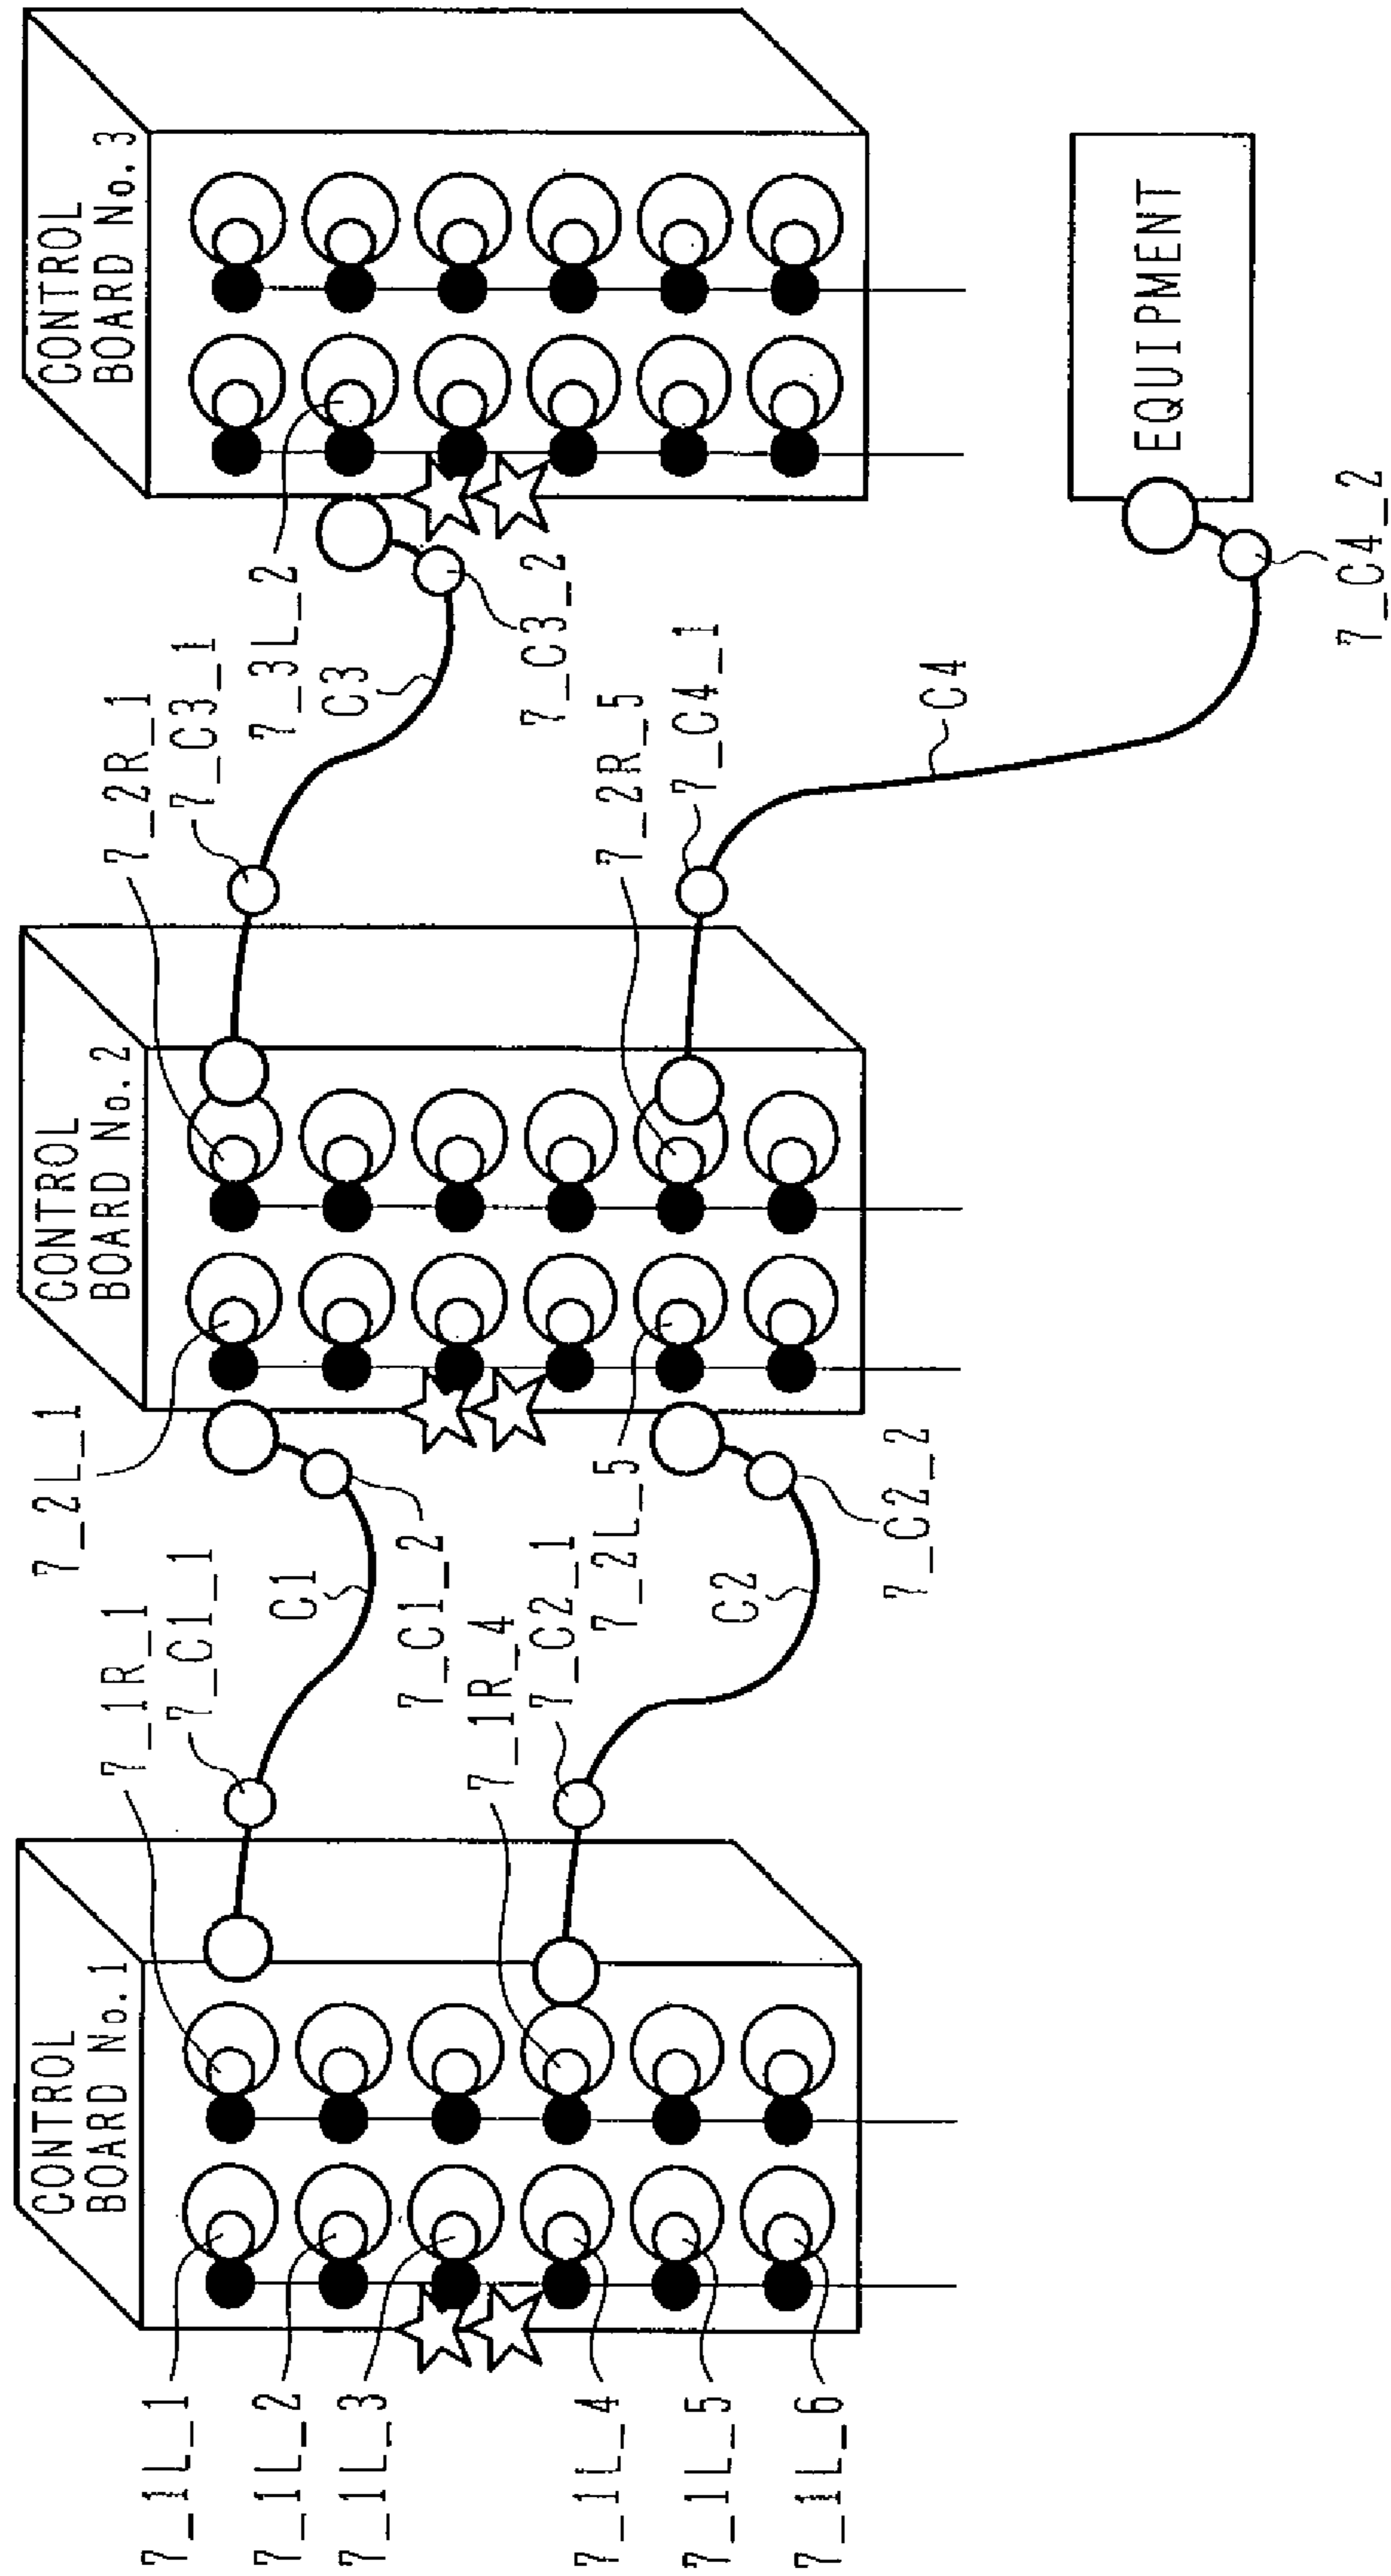 CONTROL
BOARD No.1
CONTROL
BOARD No.2
CONTROL
BOARD No.3
7_1L_1
7_1L_2
7_1L_3
7_1L_4
7_1L_5
7_1L_6
7_1R_1
7_C1_1
C1
7_C1_2
7_1R_4
7_C2_1
7_2L_5
C2
7_C2_2
7_2L_1
7_2R_1
7_C3_1
7_3L_2
C3
7_C3_2
7_2R_5
7_C4_1
C4
7_C4_2
EQUIPMENT